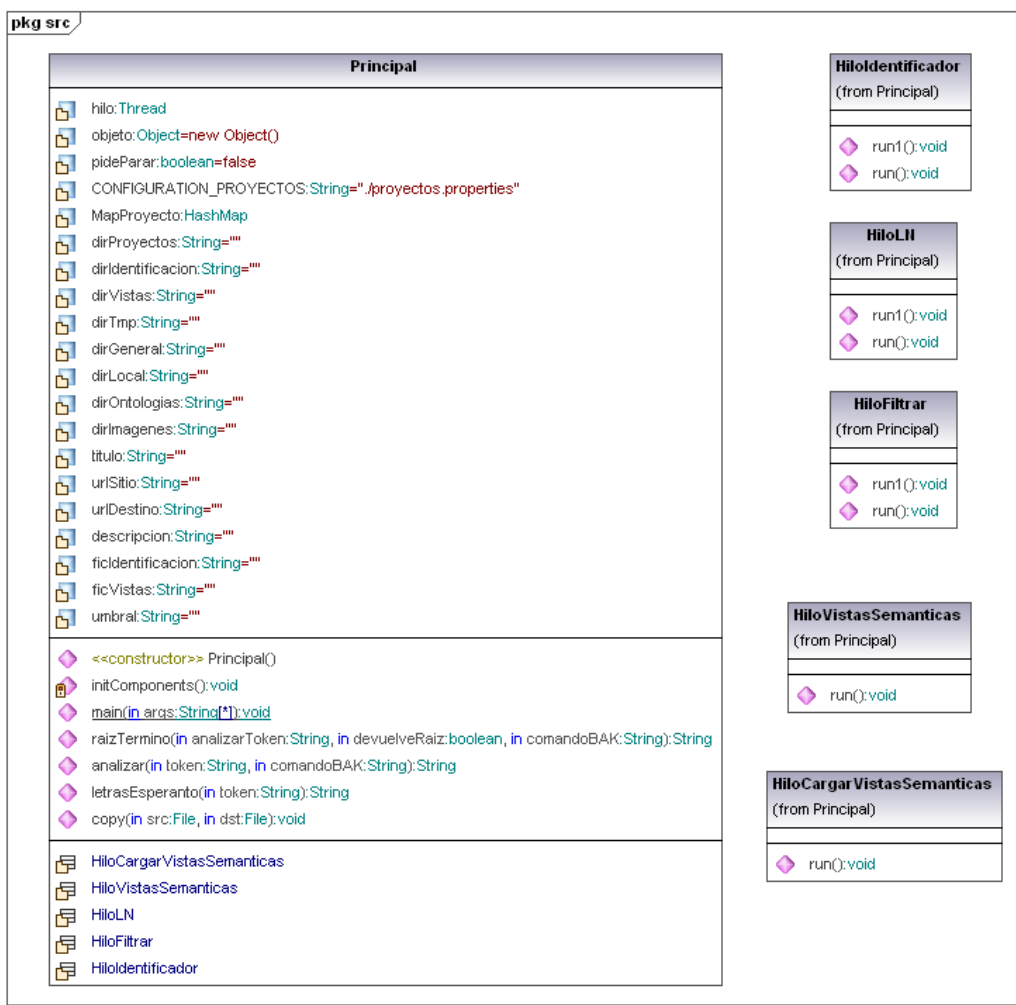 pkg src
Principal
hilo:Thread
objeto:Object=new Object()
pideParar:boolean=false
CONFIGURATION_PROYECTOS:String="./proyectos.properties"
MapProyecto:HashMap
dirProyectos:String=""
dirIdentificacion:String=""
dirVistas:String=""
dirTmp:String=""
dirGeneral:String=""
dirLocal:String=""
dirOntologias:String=""
dirImagenes:String=""
titulo:String=""
urlSitio:String=""
urlDestino:String=""
descripcion:String=""
ficIdentificacion:String=""
ficVistas:String=""
umbral:String=""
<<constructor>> Principal()
initComponents():void
main(in args:String[*]):void
raizTermino(in analizarToken:String, in devuelveRaiz:boolean, in comandoBAK:String):String
analizar(in token:String, in comandoBAK:String):String
letrasEsperanto(in token:String):String
copy(in src:File, in dst:File):void
HiloCargarVistasSemanticas
HiloVistasSemanticas
HiloLN
HiloFiltrar
HiloIdentificador
HiloIdentificador
(from Principal)
run1():void
run():void
HiloLN
(from Principal)
run1():void
run():void
HiloFiltrar
(from Principal)
run1():void
run():void
HiloVistasSemanticas
(from Principal)
run():void
HiloCargarVistasSemanticas
(from Principal)
run():void